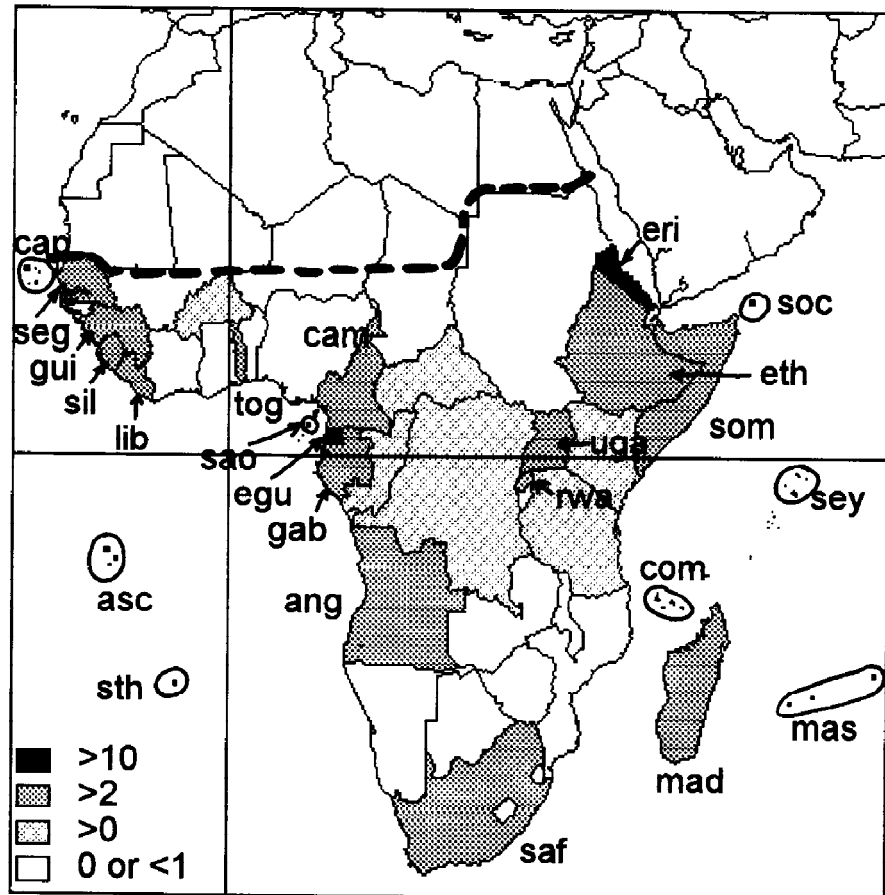 eri
cap
soc
seg
cam
gui
eth
sil
tog
som
lib
uga
sao
rwa
egu
sey
gab
com
asc
ang
sth
mas
mad
saf
>10
>2
>0
0 or <1